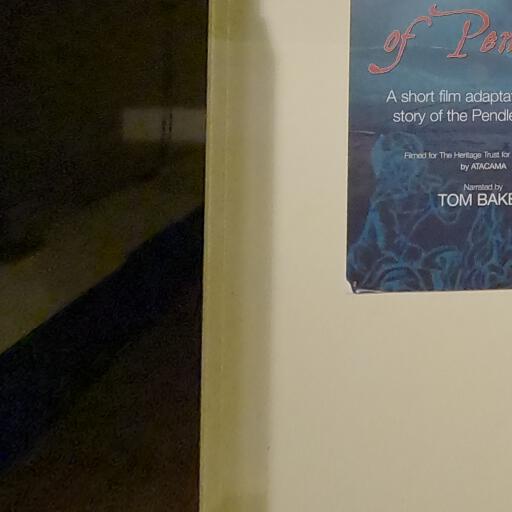 of Pen
A short film adapta
story of the Pendle
Filmed for The Heritage Trust for
by ATACAMA
Narrated by
TOM BAKE